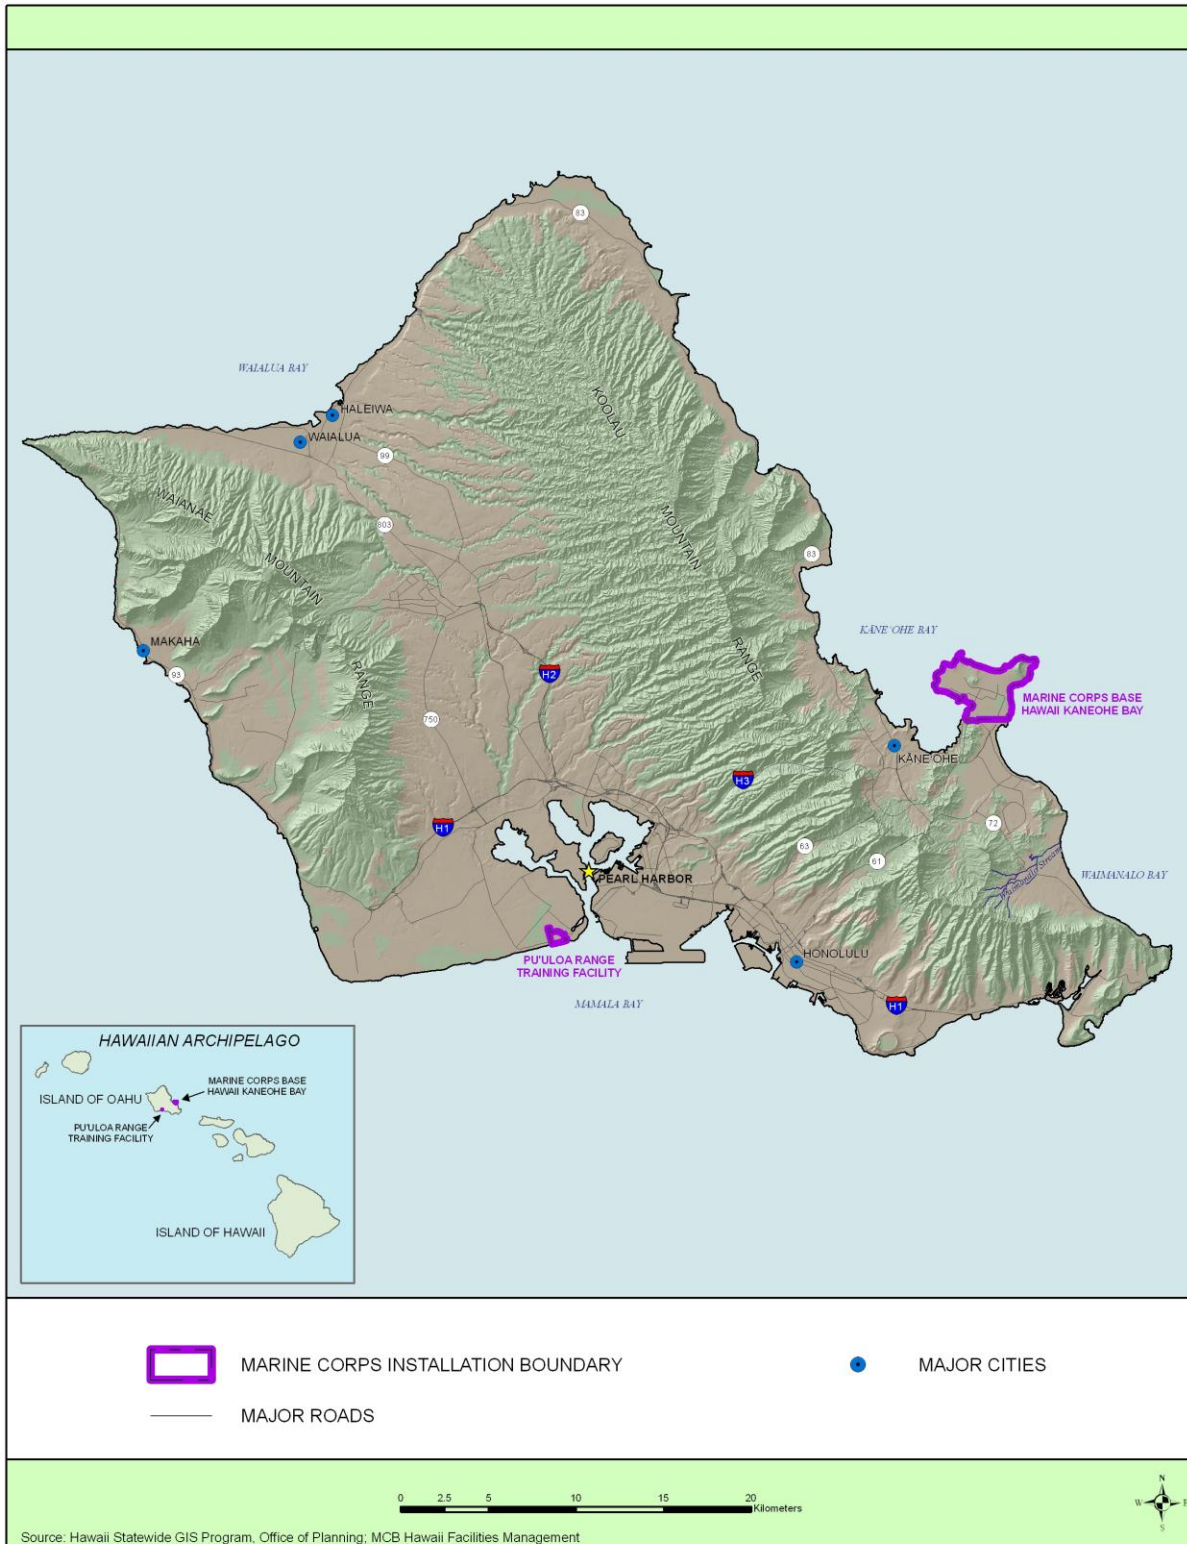 83
WAIALUA BAY
HALEIWA
WAIALUA
99
KOOLAU
MOUNTAIN
RANGE
WAIANAE
MOUNTAIN
RANGE
803
83
KĀNE'OHE BAY
MAKAHA
93
H2
MARINE CORPS BASE
HAWAII KANEOHE BAY
750
KĀNE'OHE
H3
H1
72
63
61
Waimanalo Stream
WAIMANALO BAY
PEARL HARBOR
PU'ULOA RANGE
TRAINING FACILITY
HONOLULU
MAMALA BAY
H1
HAWAIIAN ARCHIPELAGO
MARINE CORPS BASE
HAWAII KANEOHE BAY
ISLAND OF OAHU
PU'ULOA RANGE
TRAINING FACILITY
ISLAND OF HAWAII
MARINE CORPS INSTALLATION BOUNDARY
MAJOR CITIES
MAJOR ROADS
0 2.5 5 10 15 20
Kilometers
N
W E
S
Source: Hawaii Statewide GIS Program, Office of Planning; MCB Hawaii Facilities Management